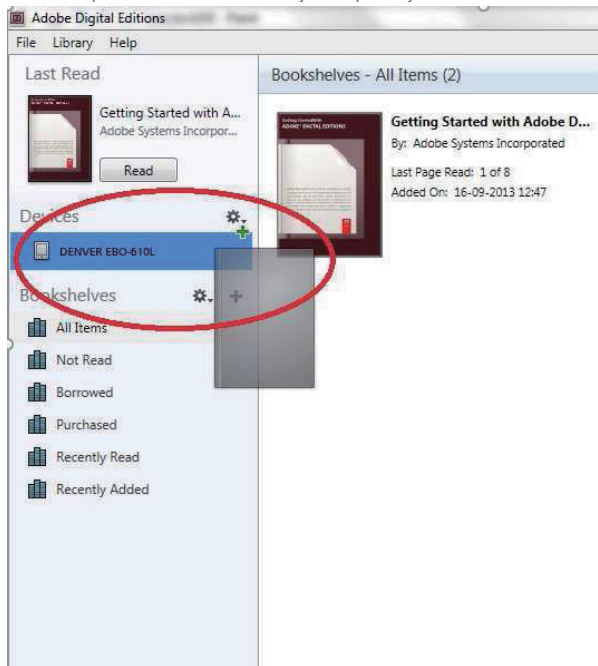 Adobe Digital Editions
File Library Help
Last Read
Getting Started with A...
Adobe Systems Incorpor...
Read
Devices
DENVER EBO-610L
Bookshelves
All Items
Not Read
Borrowed
Purchased
Recently Read
Recently Added
Bookshelves - All Items (2)
Getting Started with Adobe D...
By: Adobe Systems Incorporated
Last Page Read: 1 of 8
Added On: 16-09-2013 12:47